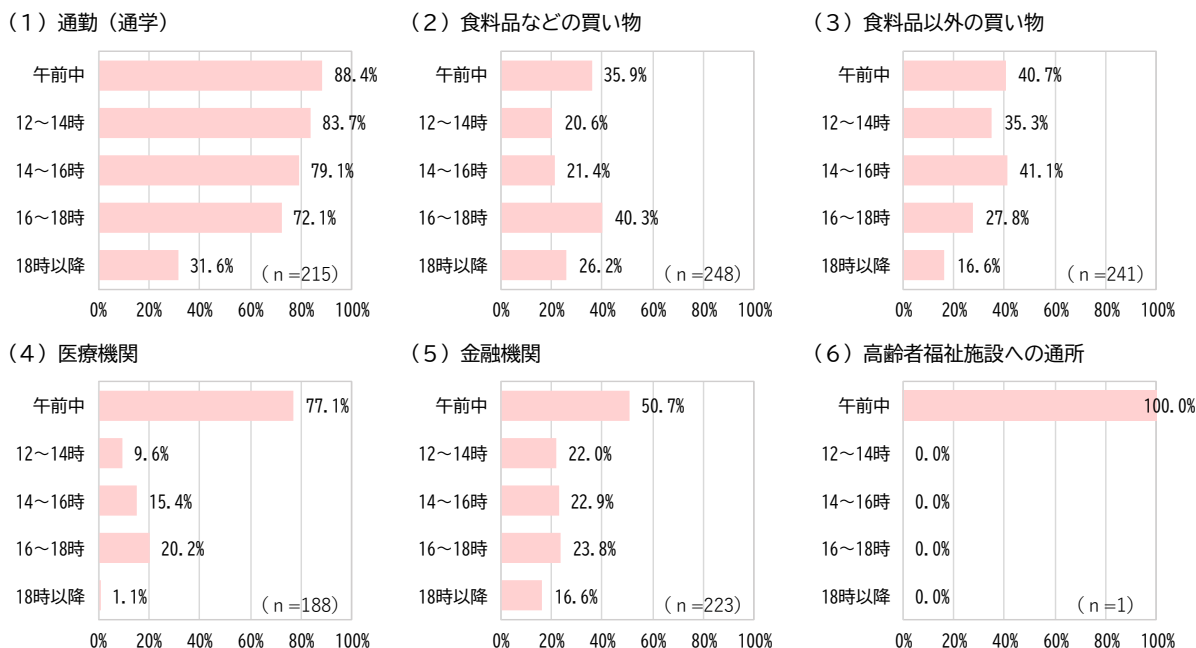 （１）通勤（通学）
午前中 88.4%
12～14時 83.7%
14～16時 79.1%
16～18時 72.1%
18時以降 31.6%
（ｎ=215）
0% 20% 40% 60% 80% 100%
（２）食料品などの買い物
午前中 35.9%
12～14時 20.6%
14～16時 21.4%
16～18時 40.3%
18時以降 26.2%
（ｎ=248）
0% 20% 40% 60% 80% 100%
（３）食料品以外の買い物
午前中 40.7%
12～14時 35.3%
14～16時 41.1%
16～18時 27.8%
18時以降 16.6%
（ｎ=241）
0% 20% 40% 60% 80% 100%
（４）医療機関
午前中 77.1%
12～14時 9.6%
14～16時 15.4%
16～18時 20.2%
18時以降 1.1%
（ｎ=188）
0% 20% 40% 60% 80% 100%
（５）金融機関
午前中 50.7%
12～14時 22.0%
14～16時 22.9%
16～18時 23.8%
18時以降 16.6%
（ｎ=223）
0% 20% 40% 60% 80% 100%
（６）高齢者福祉施設への通所
午前中 100.0%
12～14時 0.0%
14～16時 0.0%
16～18時 0.0%
18時以降 0.0%
（ｎ=1）
0% 20% 40% 60% 80% 100%